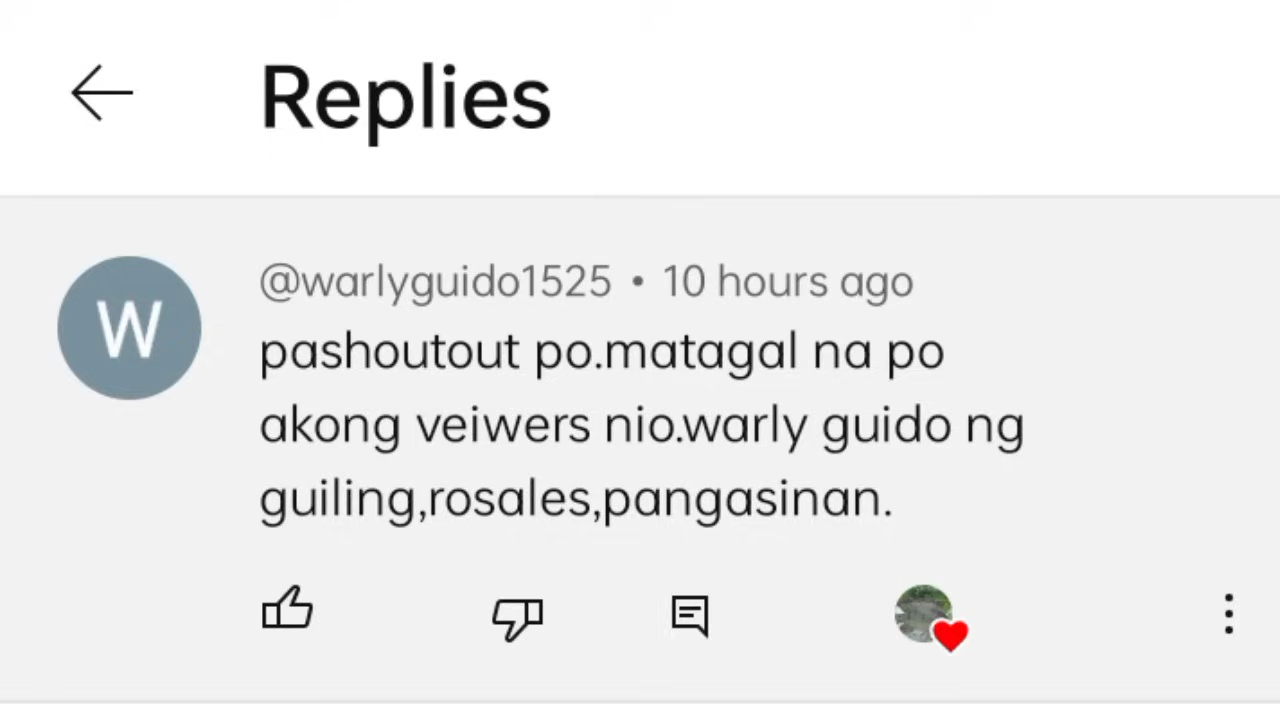 Replies
W
@warlyguido1525 • 10 hours ago
pashoutout po.matagal na po
akong veiwers nio.warly guido ng
guiling,rosales,pangasinan.